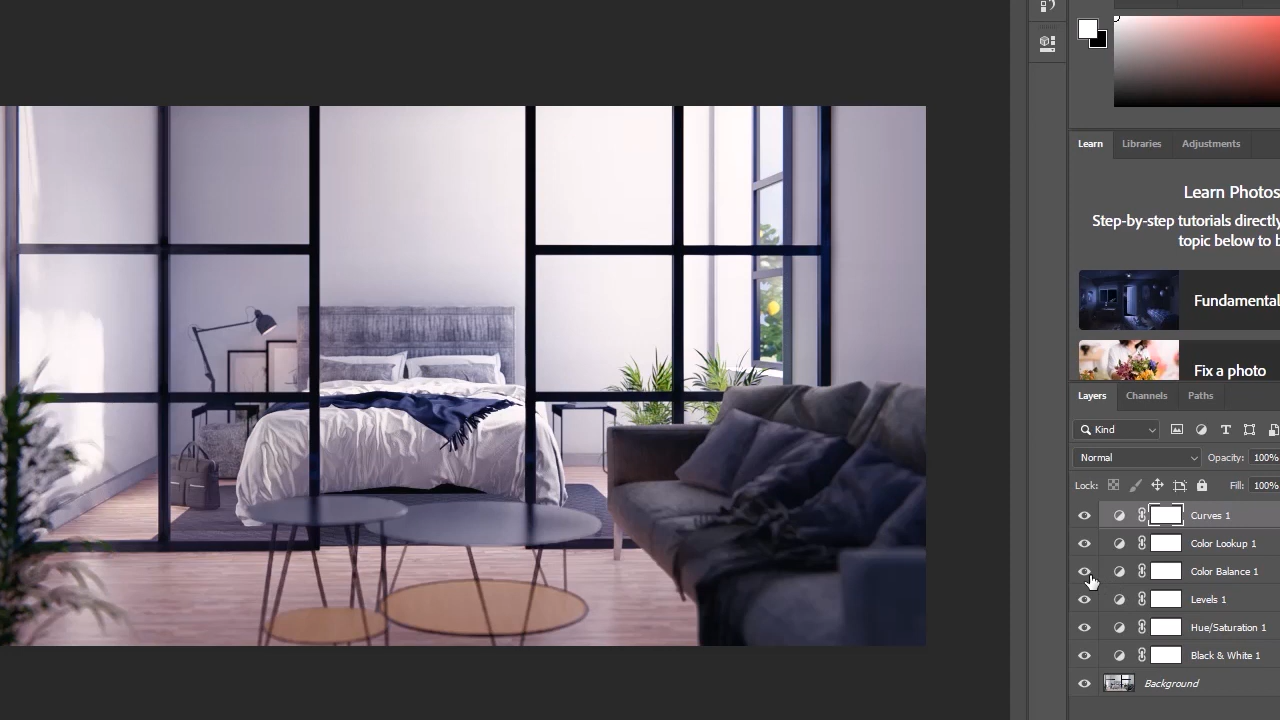 Learn Libraries Adjustments
Learn Photos
Step-by-step tutorials directly
topic below to b
Fundamental
Fix a photo
Layers Channels Paths
Kind
Normal Opacity: 100%
Lock: Fill: 100%
Curves 1
Color Lookup 1
Color Balance 1
Levels 1
Hue/Saturation 1
Black & White 1
Background